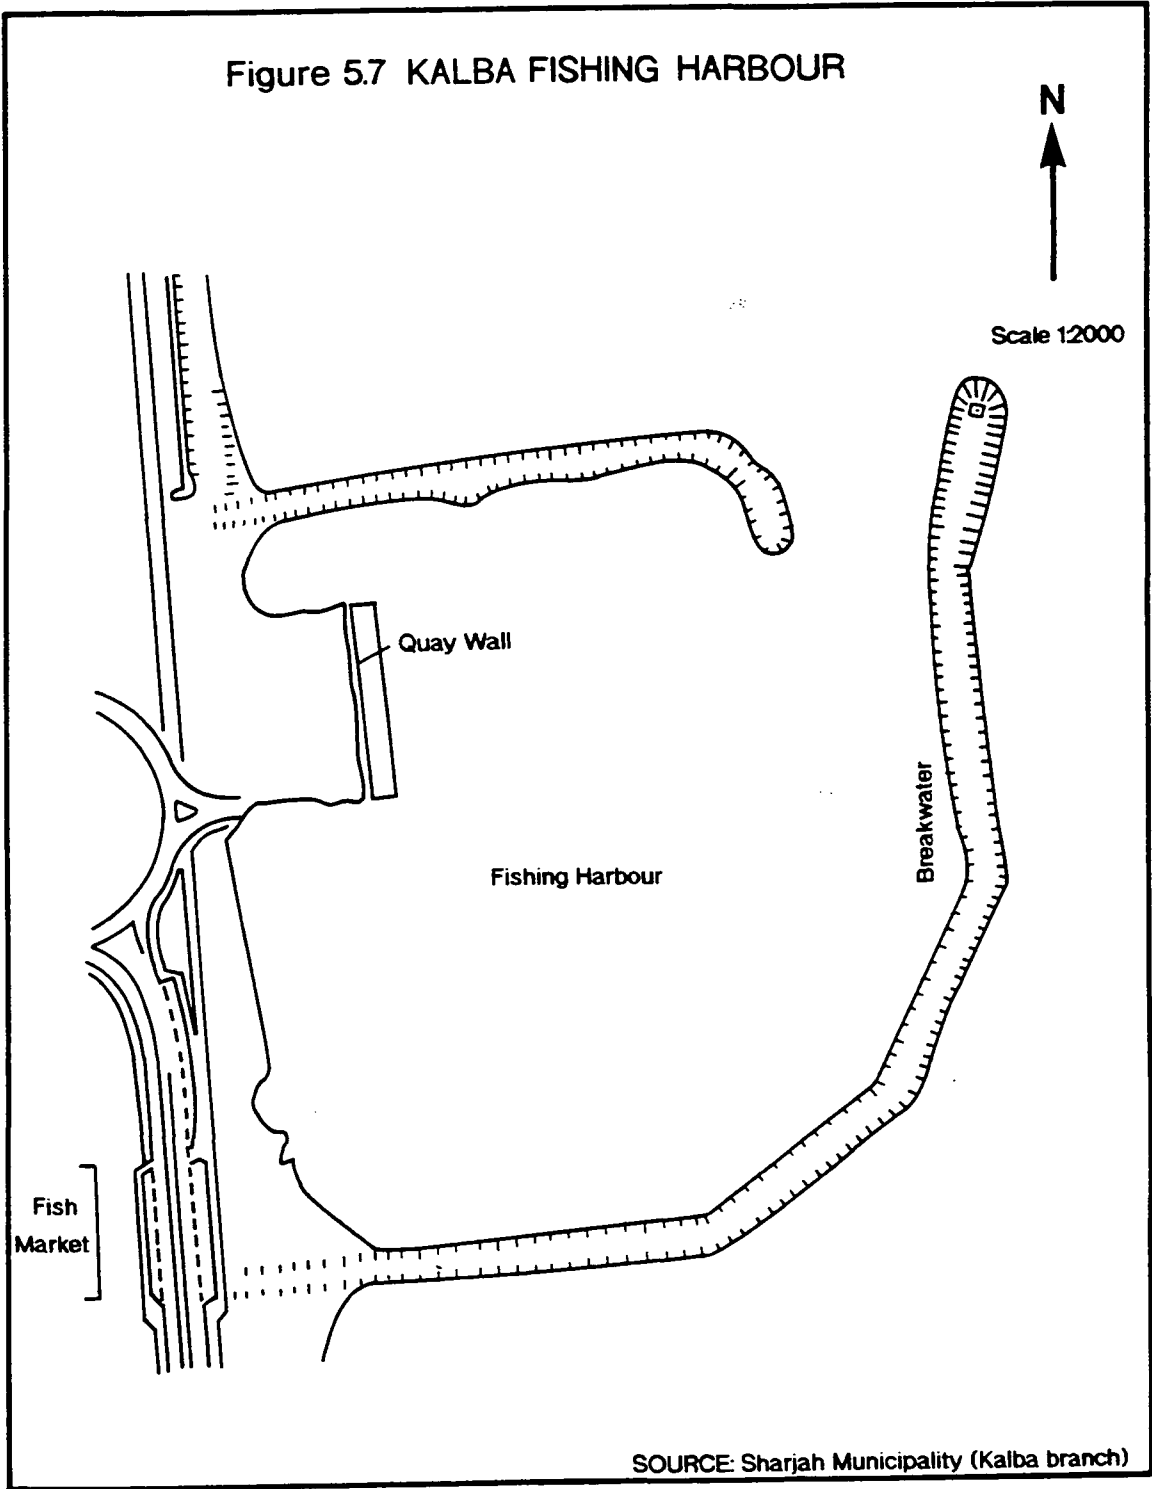 Figure 5.7 KALBA FISHING HARBOUR
N
Scale 1:2000
Quay Wall
Breakwater
Fishing Harbour
Fish
Market
SOURCE: Sharjah Municipality (Kalba branch)